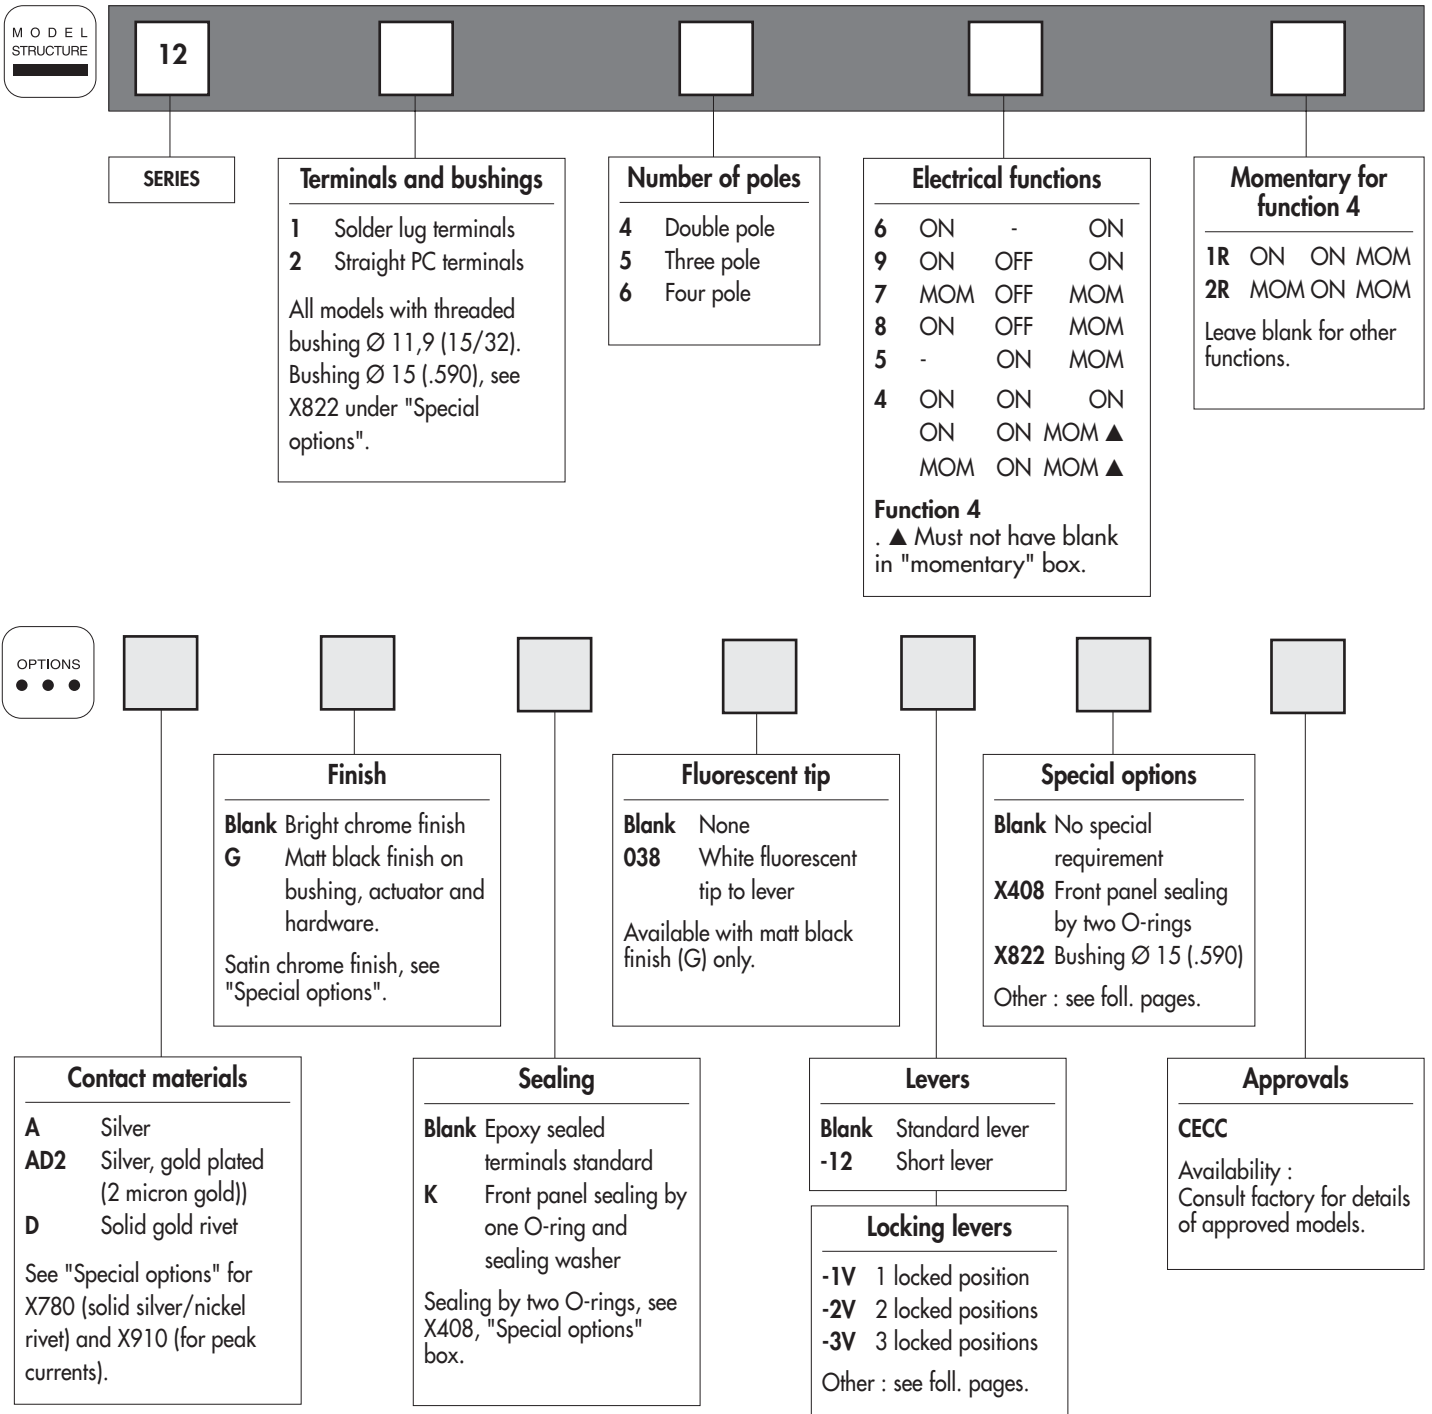 MODEL
STRUCTURE
12
SERIES
Terminals and bushings
1 Solder lug terminals
2 Straight PC terminals
All models with threaded
bushing Ø 11,9 (15/32).
Bushing Ø 15 (.590), see
X822 under "Special
options".
Number of poles
4 Double pole
5 Three pole
6 Four pole
Electrical functions
6 ON - ON
9 ON OFF ON
7 MOM OFF MOM
8 ON OFF MOM
5 - ON MOM
4 ON ON ON
ON ON MOM ▲
MOM ON MOM ▲
Function 4
. ▲ Must not have blank
in "momentary" box.
Momentary for
function 4
1R ON ON MOM
2R MOM ON MOM
Leave blank for other
functions.
OPTIONS
Finish
Blank Bright chrome finish
G Matt black finish on
bushing, actuator and
hardware.
Satin chrome finish, see
"Special options".
Fluorescent tip
Blank None
038 White fluorescent
tip to lever
Available with matt black
finish (G) only.
Special options
Blank No special
requirement
X408 Front panel sealing
by two O-rings
X822 Bushing Ø 15 (.590)
Other : see foll. pages.
Contact materials
A Silver
AD2 Silver, gold plated
(2 micron gold))
D Solid gold rivet
See "Special options" for
X780 (solid silver/nickel
rivet) and X910 (for peak
currents).
Sealing
Blank Epoxy sealed
terminals standard
K Front panel sealing by
one O-ring and
sealing washer
Sealing by two O-rings, see
X408, "Special options"
box.
Levers
Blank Standard lever
-12 Short lever
Locking levers
-1V 1 locked position
-2V 2 locked positions
-3V 3 locked positions
Other : see foll. pages.
Approvals
CECC
Availability :
Consult factory for details
of approved models.